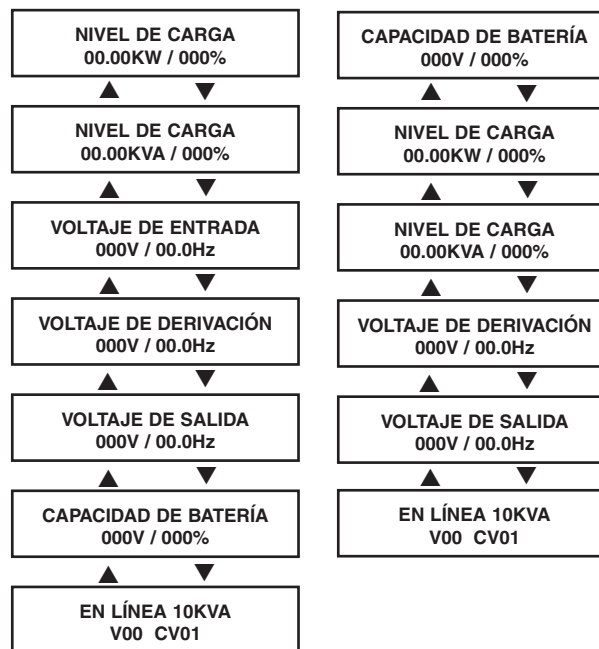 NIVEL DE CARGA
00.00KW / 000%
NIVEL DE CARGA
00.00KVA / 000%
VOLTAJE DE ENTRADA
000V / 00.0Hz
VOLTAJE DE DERIVACIÓN
000V / 00.0Hz
VOLTAJE DE SALIDA
000V / 00.0Hz
CAPACIDAD DE BATERÍA
000V / 000%
EN LÍNEA 10KVA
V00 CV01
CAPACIDAD DE BATERÍA
000V / 000%
NIVEL DE CARGA
00.00KW / 000%
NIVEL DE CARGA
00.00KVA / 000%
VOLTAJE DE DERIVACIÓN
000V / 00.0Hz
VOLTAJE DE SALIDA
000V / 00.0Hz
EN LÍNEA 10KVA
V00 CV01